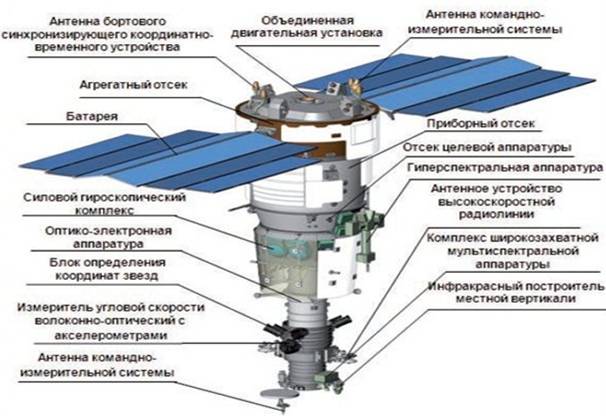 Антенна бортового
синхронизирующего координатно-
временного устройства
Объединенная
двигательная установка
Антенна командно-
измерительной системы
Агрегатный отсек
Батарея
Приборный отсек
Отсек целевой аппаратуры
Гиперспектральная аппаратура
Антенное устройство
высокоскоростной
радиолинии
Силовой гироскопический
комплекс
Оптико-электронная
аппаратура
Блок определения
координат звезд
Комплекс широкозахватной
мультиспектральной
аппаратуры
Инфракрасный построитель
местной вертикали
Измеритель угловой скорости
волоконно-оптический с
акселерометрами
Антенна командно-
измерительной системы